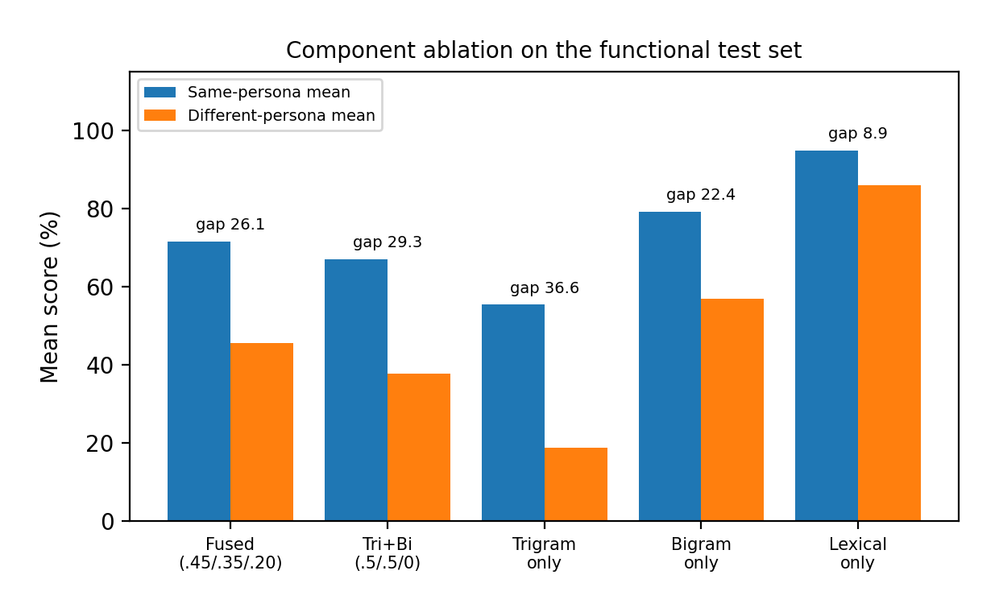 Component ablation on the functional test set
Same-persona mean
Different-persona mean
Mean score (%)
100
80
60
40
20
0
gap 26.1
gap 29.3
gap 36.6
gap 22.4
gap 8.9
Fused
(.45/.35/.20)
Tri+Bi
(.5/.5/0)
Trigram
only
Bigram
only
Lexical
only